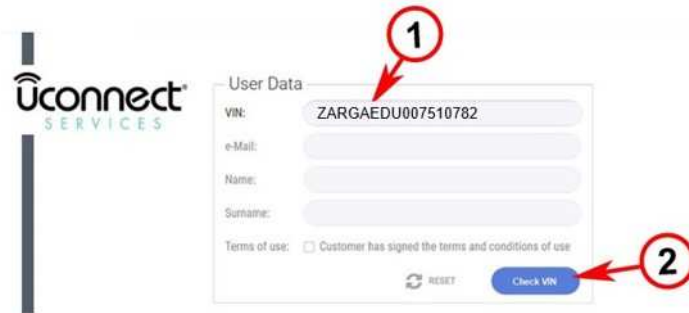 1
uconnect
SERVICES
User Data
VIN: ZARGAEDU007510782
e-Mail:
Name:
Surname:
Terms of use: Customer has signed the terms and conditions of use
RESET Check VIN
2